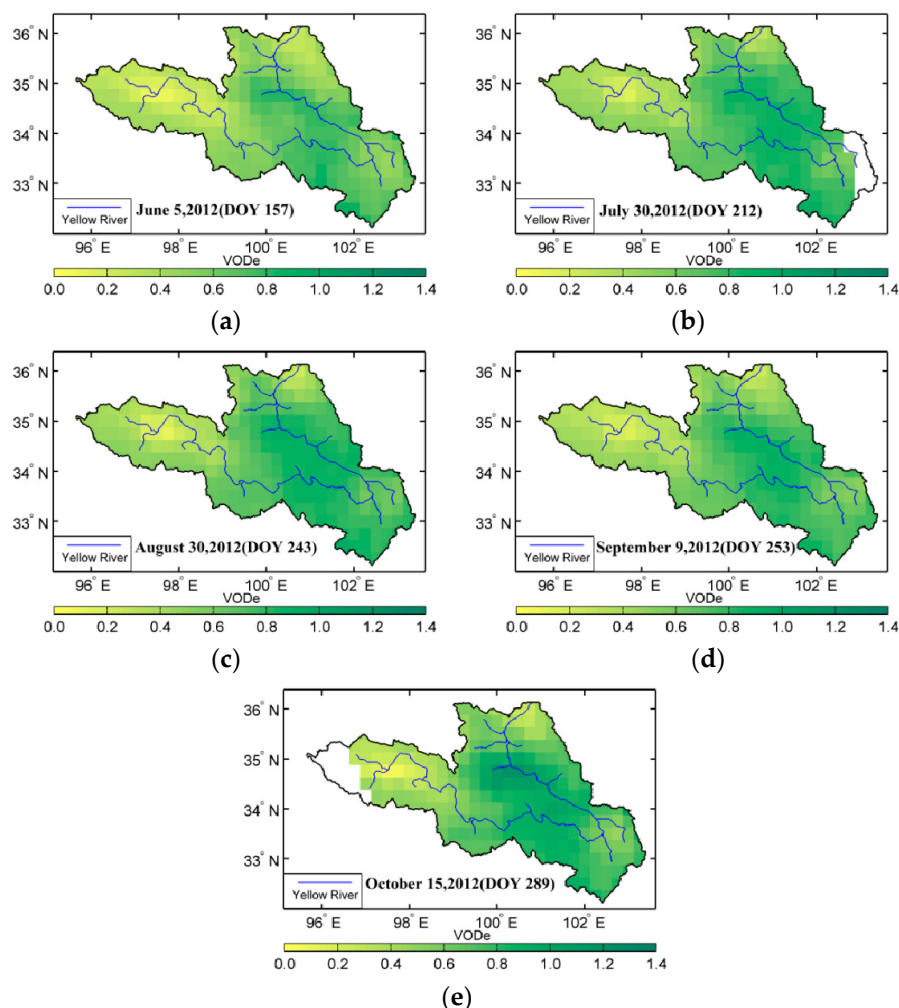 36° N
35° N
34° N
33° N
June 5,2012(DOY 157)
Yellow River
96° E 98° E 100° E 102° E
VODe
0.0 0.2 0.4 0.6 0.8 1.0 1.2 1.4
(a)
36° N
35° N
34° N
33° N
July 30,2012(DOY 212)
Yellow River
96° E 98° E 100° E 102° E
VODe
0.0 0.2 0.4 0.6 0.8 1.0 1.2 1.4
(b)
36° N
35° N
34° N
33° N
August 30,2012(DOY 243)
Yellow River
96° E 98° E 100° E 102° E
VODe
0.0 0.2 0.4 0.6 0.8 1.0 1.2 1.4
(c)
36° N
35° N
34° N
33° N
September 9,2012(DOY 253)
Yellow River
96° E 98° E 100° E 102° E
VODe
0.0 0.2 0.4 0.6 0.8 1.0 1.2 1.4
(d)
36° N
35° N
34° N
33° N
October 15,2012(DOY 289)
Yellow River
96° E 98° E 100° E 102° E
VODe
0.0 0.2 0.4 0.6 0.8 1.0 1.2 1.4
(e)